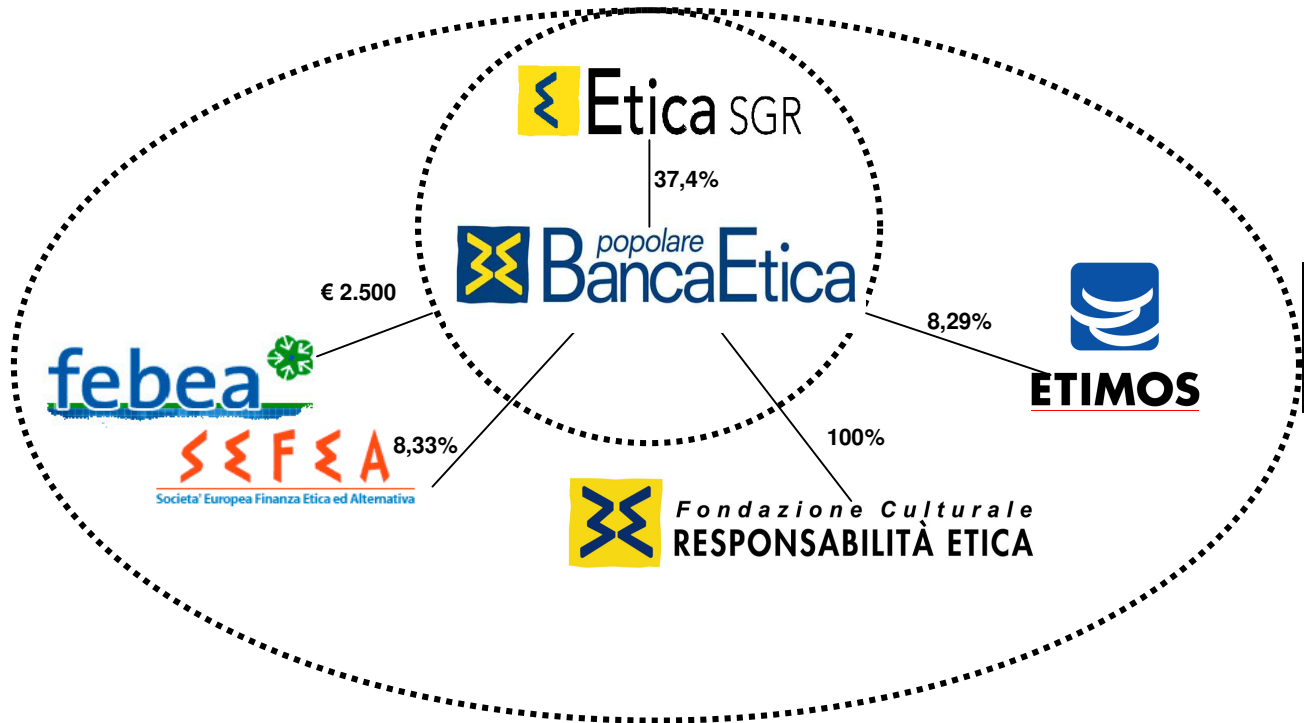 Etica SGR
37,4%
popolare
BancaEtica
€ 2.500
8,29%
febea
ETIMOS
SEFEA
8,33%
100%
Societa' Europea Finanza Etica ed Alternativa
Fondazione Culturale
RESPONSABILITÀ ETICA